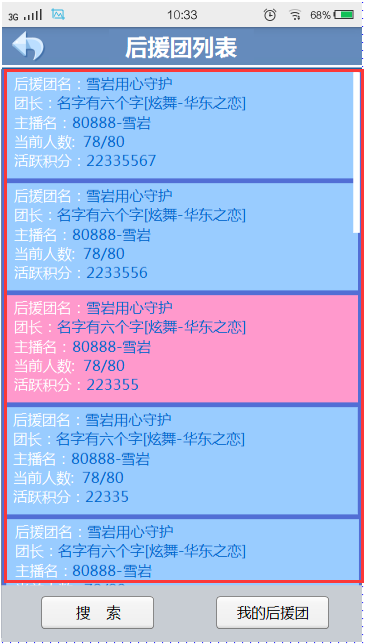 3G 10:33 68%
后援团列表
后援团名：雪岩用心守护
团长：名字有六个字[炫舞-华东之恋]
主播名：80888-雪岩
当前人数: 78/80
活跃积分：22335567
后援团名：雪岩用心守护
团长：名字有六个字[炫舞-华东之恋]
主播名：80888-雪岩
当前人数: 78/80
活跃积分：2233556
后援团名：雪岩用心守护
团长：名字有六个字[炫舞-华东之恋]
主播名：80888-雪岩
当前人数: 78/80
活跃积分：223355
后援团名：雪岩用心守护
团长：名字有六个字[炫舞-华东之恋]
主播名：80888-雪岩
当前人数: 78/80
活跃积分：22335
后援团名：雪岩用心守护
团长：名字有六个字[炫舞-华东之恋]
主播名：80888-雪岩
搜 索 我的后援团